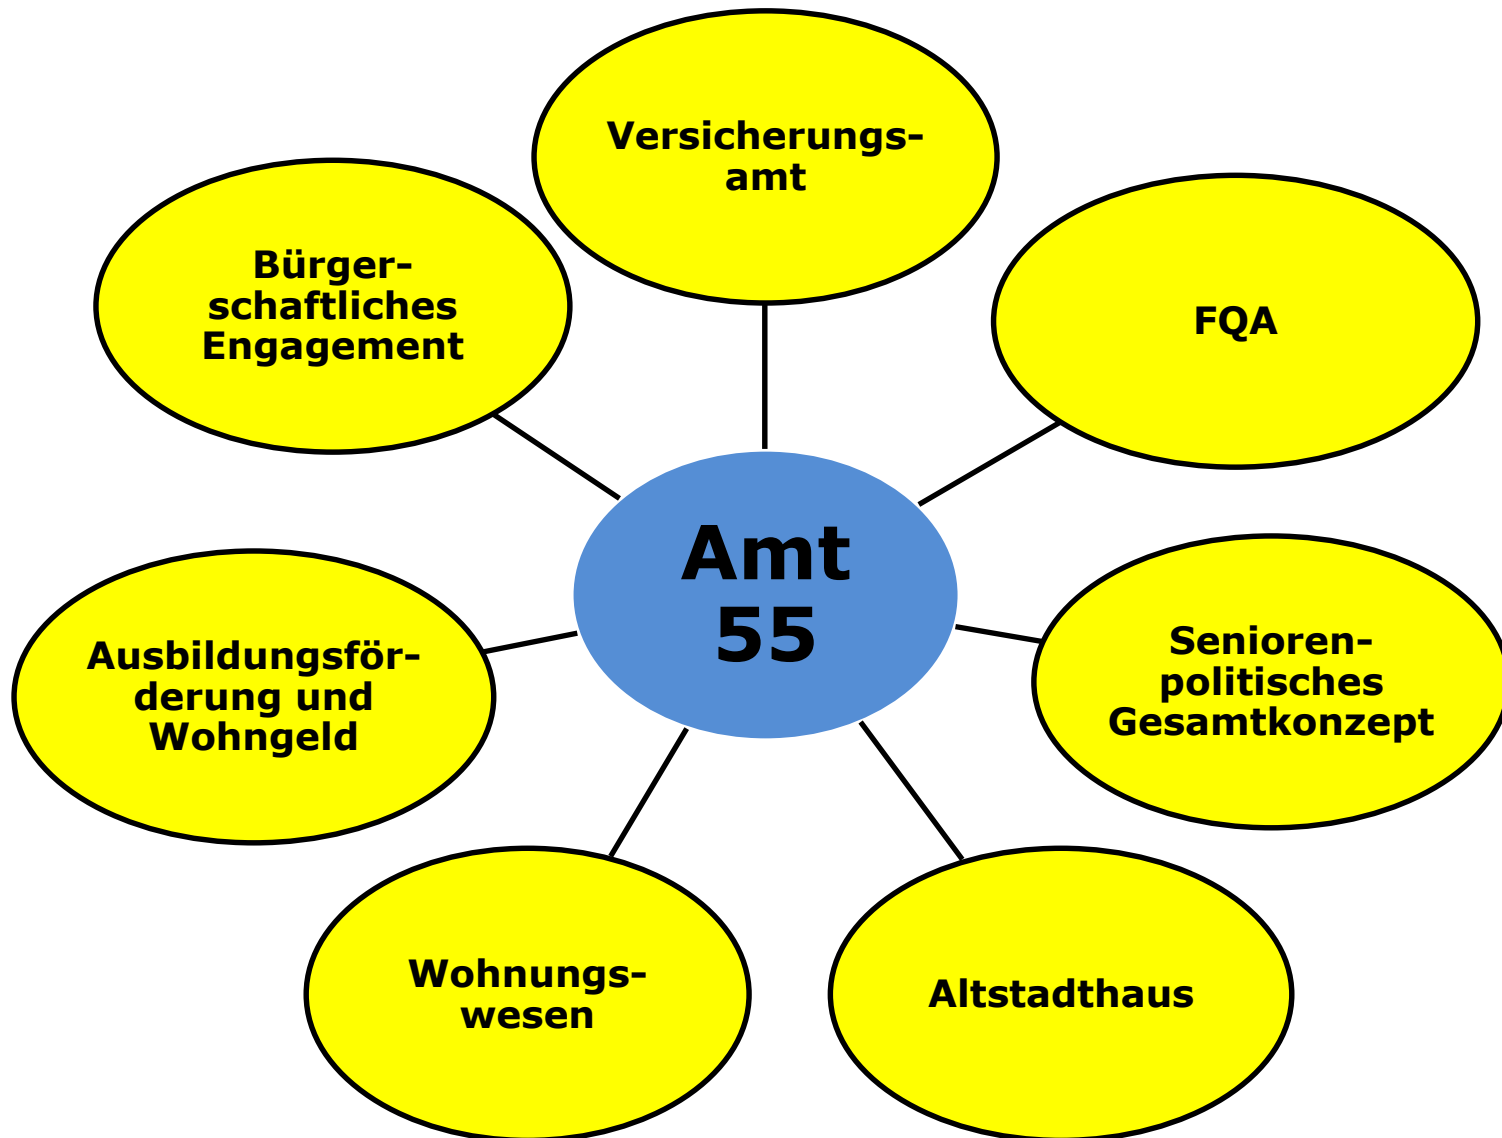 Versicherungs-
amt
Bürger-
schaftliches
Engagement
FQA
Amt
55
Senioren-
politisches
Gesamtkonzept
Ausbildungsför-
derung und
Wohngeld
Wohnungs-
wesen
Altstadthaus